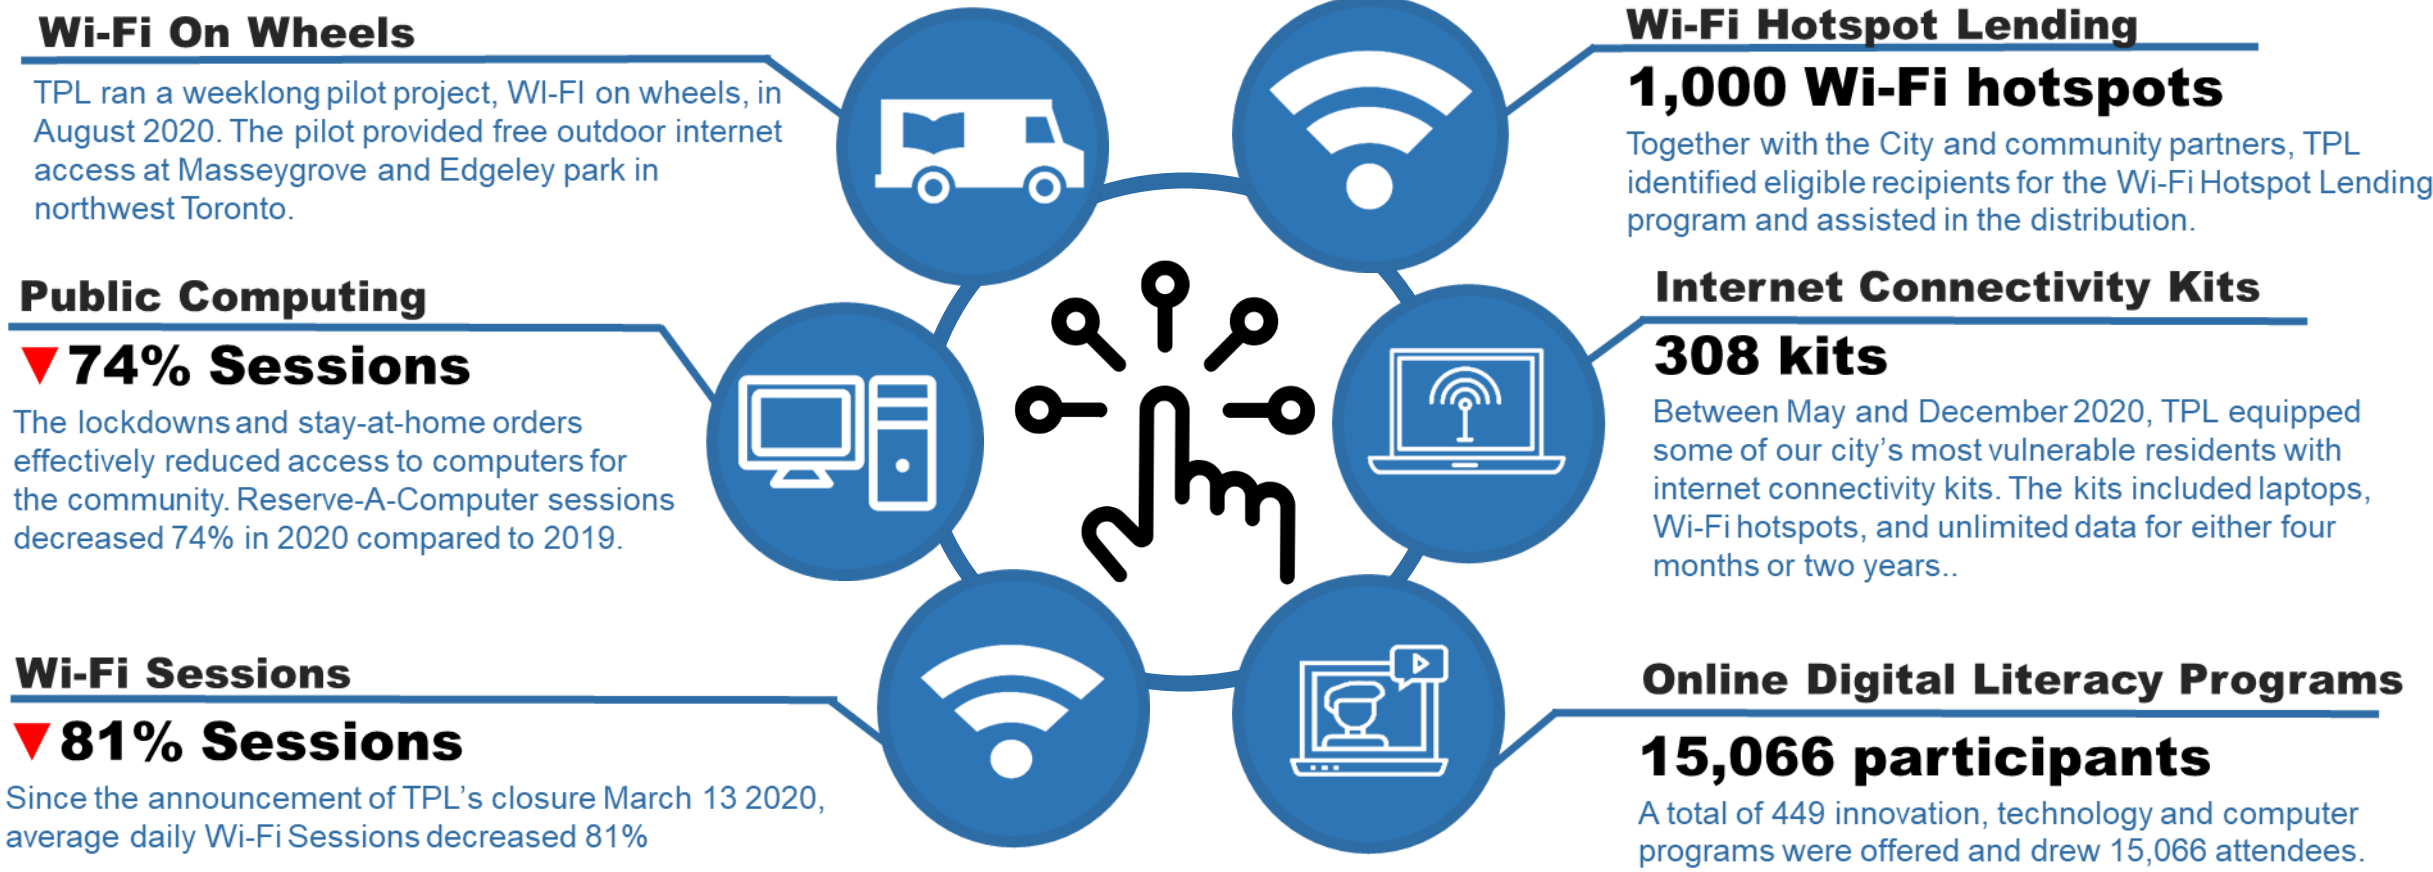 Wi-Fi On Wheels
TPL ran a weeklong pilot project, WI-FI on wheels, in
August 2020. The pilot provided free outdoor internet
access at Masseygrove and Edgeley park in
northwest Toronto.
Public Computing
▼74% Sessions
The lockdowns and stay-at-home orders
effectively reduced access to computers for
the community. Reserve-A-Computer sessions
decreased 74% in 2020 compared to 2019.
Wi-Fi Sessions
▼81% Sessions
Since the announcement of TPL's closure March 13 2020,
average daily Wi-Fi Sessions decreased 81%
Wi-Fi Hotspot Lending
1,000 Wi-Fi hotspots
Together with the City and community partners, TPL
identified eligible recipients for the Wi-Fi Hotspot Lending
program and assisted in the distribution.
Internet Connectivity Kits
308 kits
Between May and December 2020, TPL equipped
some of our city's most vulnerable residents with
internet connectivity kits. The kits included laptops,
Wi-Fi hotspots, and unlimited data for either four
months or two years..
Online Digital Literacy Programs
15,066 participants
A total of 449 innovation, technology and computer
programs were offered and drew 15,066 attendees.